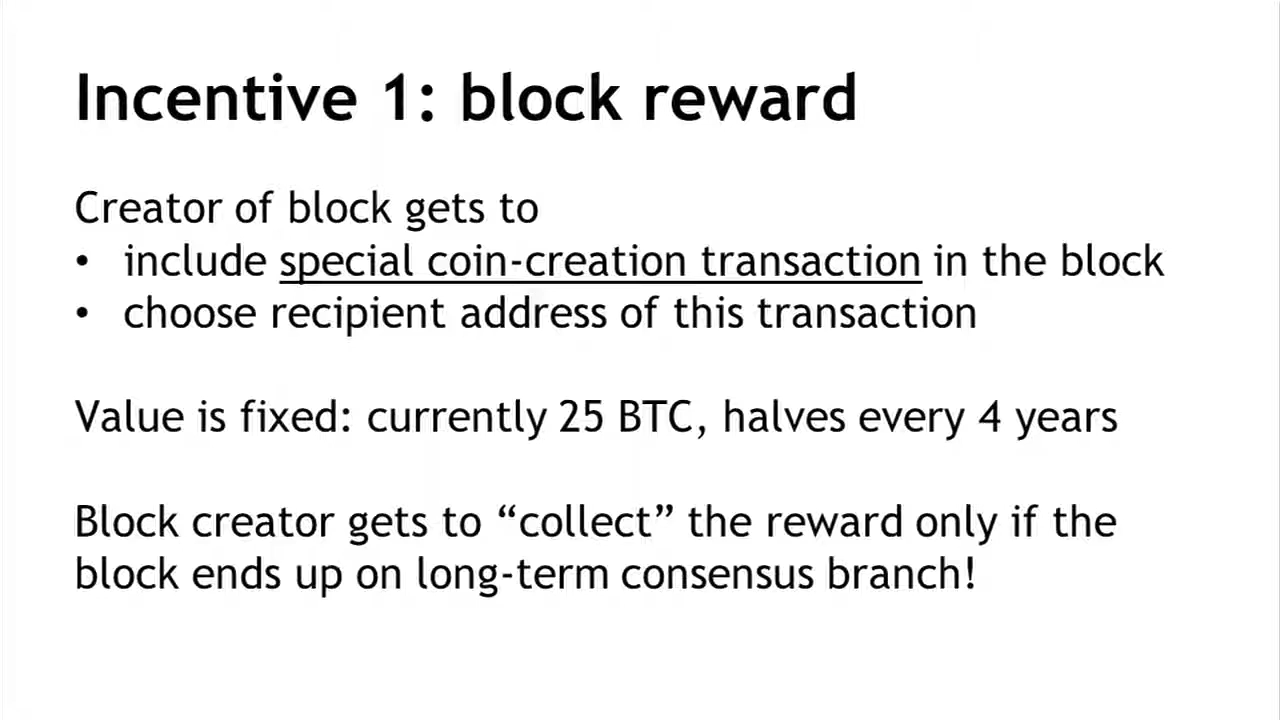 Incentive 1: block reward
Creator of block gets to
• include special coin-creation transaction in the block
• choose recipient address of this transaction
Value is fixed: currently 25 BTC, halves every 4 years
Block creator gets to “collect” the reward only if the
block ends up on long-term consensus branch!